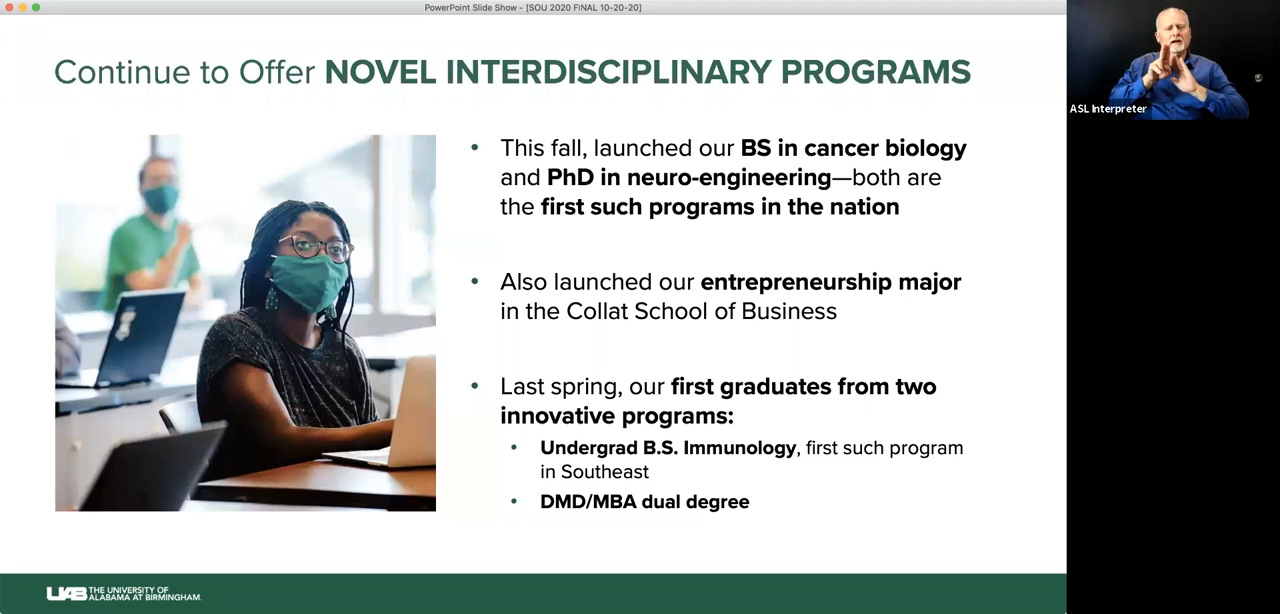 PowerPoint Slide Show - [SOU 2020 FINAL 10-20-20]
Continue to Offer NOVEL INTERDISCIPLINARY PROGRAMS
ASL Interpreter
• This fall, launched our BS in cancer biology
and PhD in neuro-engineering—both are
the first such programs in the nation
• Also launched our entrepreneurship major
in the Collat School of Business
• Last spring, our first graduates from two
innovative programs:
• Undergrad B.S. Immunology, first such program
in Southeast
• DMD/MBA dual degree
UAB THE UNIVERSITY OF
ALABAMA AT BIRMINGHAM.